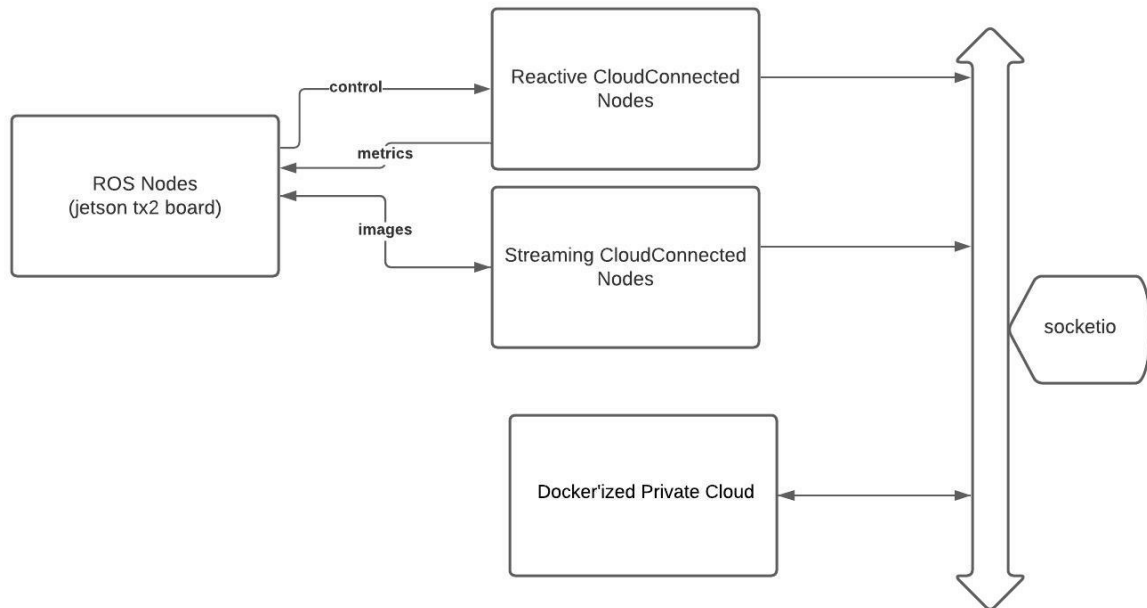 control
Reactive CloudConnected
Nodes
metrics
ROS Nodes
(jetson tx2 board)
images
Streaming CloudConnected
Nodes
socketio
Docker'ized Private Cloud